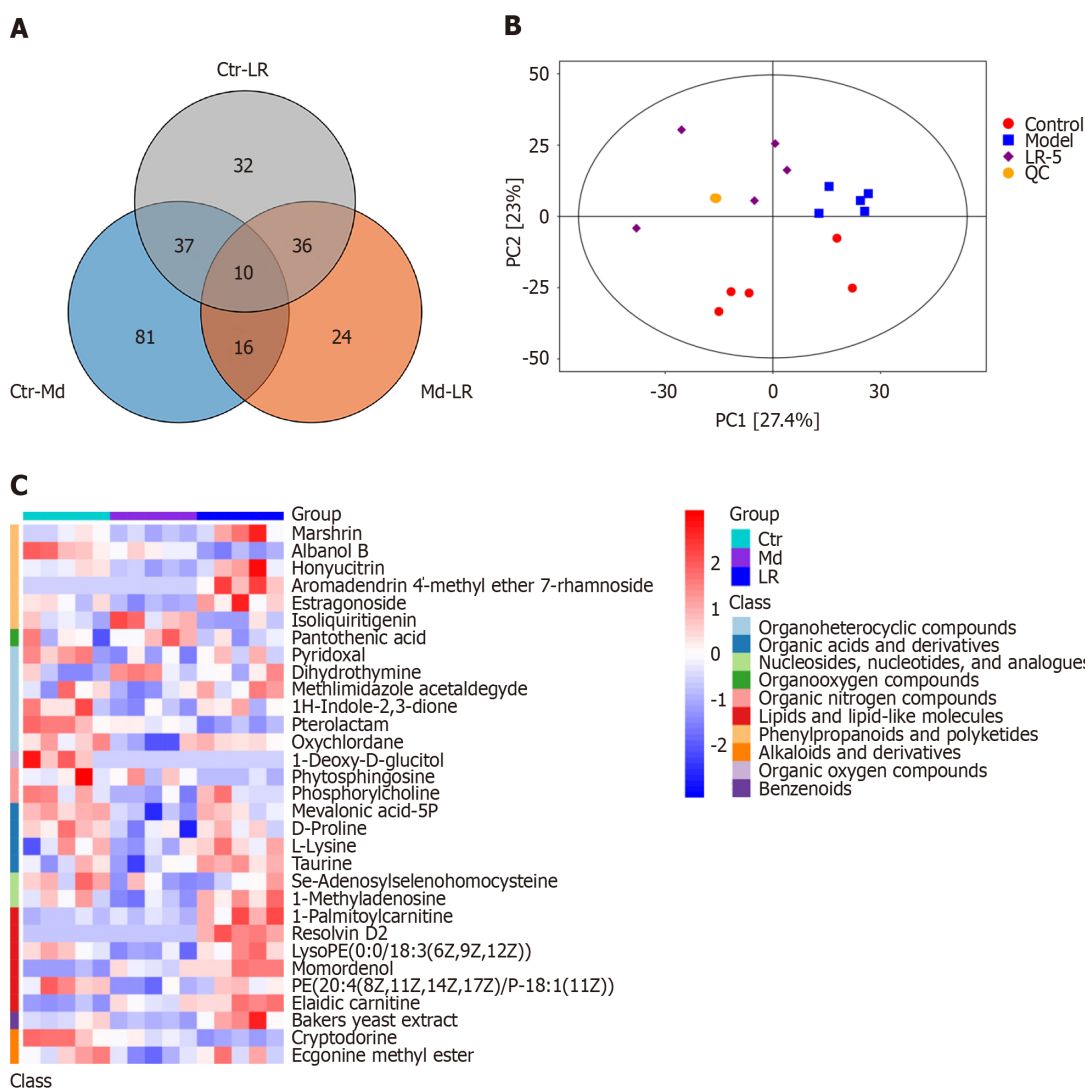 A
Ctr-LR
32
37
36
10
81
16
24
Ctr-Md
Md-LR
B
50
25
0
-25
-50
PC2 [23%]
-30
0
30
PC1 [27.4%]
Control
Model
LR-5
QC
C
Group
Marshrin
Albanol B
Honyucitrin
Aromadendrin 4'-methyl ether 7-rhamnoside
Estragonoside
Isoliquiritigenin
Pantothenic acid
Pyridoxal
Dihydrothymine
Methlimidazole acetaldegyde
1H-Indole-2,3-dione
Pterolactam
Oxychlordane
1-Deoxy-D-glucitol
Phytosphingosine
Phosphorylcholine
Mevalonic acid-5P
D-Proline
L-Lysine
Taurine
Se-Adenosylselenohomocysteine
1-Methyladenosine
1-Palmitoylcarnitine
Resolvin D2
LysoPE(0:0/18:3(6Z,9Z,12Z))
Momordenol
PE(20:4(8Z,11Z,14Z,17Z)/P-18:1(11Z))
Elaidic carnitine
Bakers yeast extract
Cryptodorine
Ecgonine methyl ester
Class
2
1
0
-1
-2
Group
Ctr
Md
LR
Class
Organoheterocyclic compounds
Organic acids and derivatives
Nucleosides, nucleotides, and analogues
Organooxygen compounds
Organic nitrogen compounds
Lipids and lipid-like molecules
Phenylpropanoids and polyketides
Alkaloids and derivatives
Organic oxygen compounds
Benzenoids